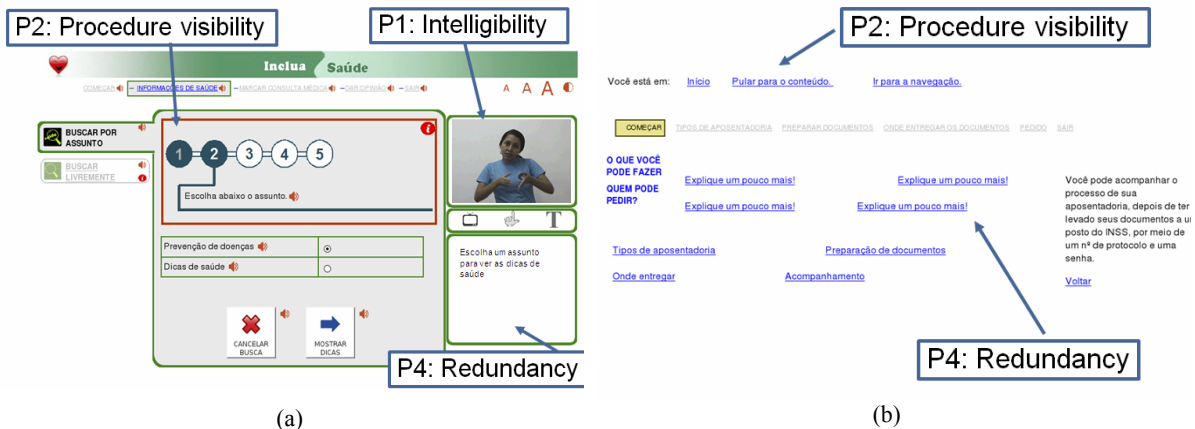 P2: Procedure visibility
P1: Intelligibility
Inclua Saúde
COMEÇAR – INFORMAÇÕES DE SAÚDE – MARCAR CONSULTA MÉDICA – DAR OPINIÃO – SAIR
A A A
BUSCAR POR
ASSUNTO
BUSCAR
LIVREMENTE
i
i
1 2 3 4 5
Escolha abaixo o assunto.
T
Prevenção de doenças
Dicas de saúde
Escolha um assunto
para ver as dicas de
saúde
CANCELAR
BUSCA
MOSTRAR
DICAS
P4: Redundancy
(a)
P2: Procedure visibility
Você está em: Início Pular para o conteúdo. Ir para a navegação.
COMEÇAR TIPOS DE APOSENTADORIA PREPARAR DOCUMENTOS ONDE ENTREGAR OS DOCUMENTOS PEDIDO SAIR
O QUE VOCÊ
PODE FAZER
QUEM PODE
PEDIR?
Explique um pouco mais! Explique um pouco mais!
Explique um pouco mais! Explique um pouco mais!
Tipos de aposentadoria Preparação de documentos
Onde entregar Acompanhamento
Você pode acompanhar o
processo de sua
aposentadoria, depois de ter
levado seus documentos a um
posto do INSS, por meio de
um nº de protocolo e uma
senha.
Voltar
P4: Redundancy
(b)